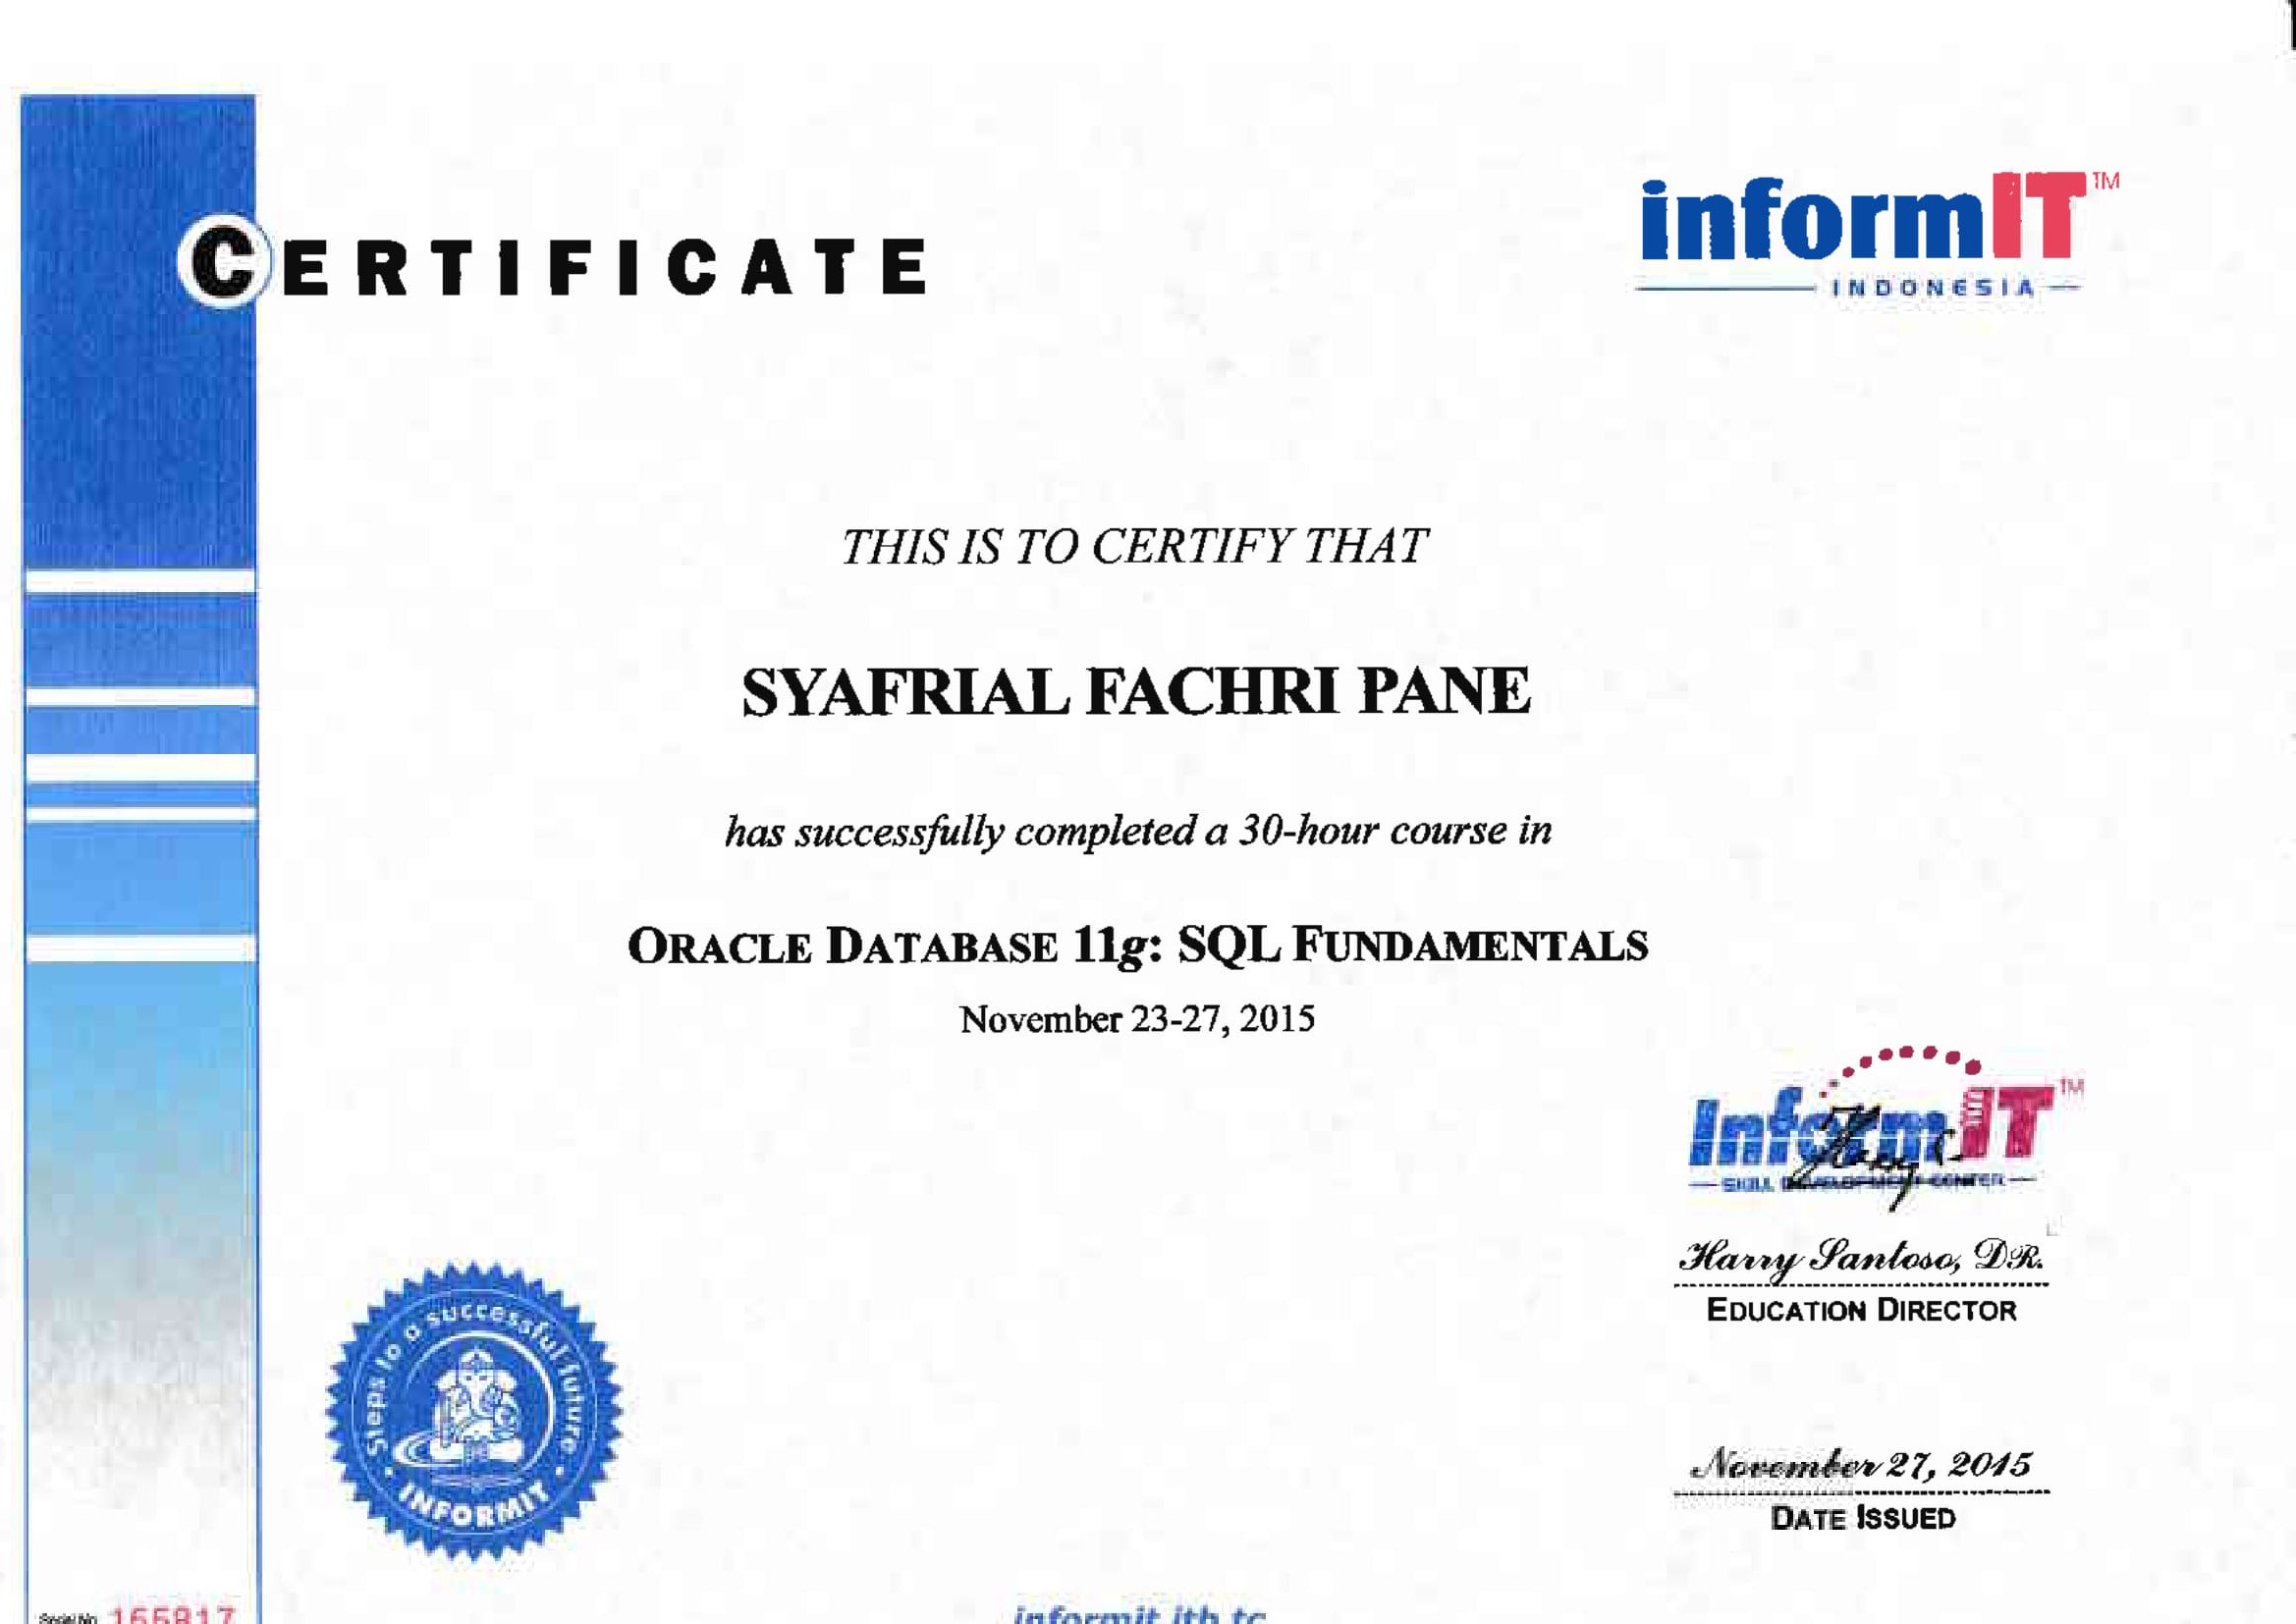 CERTIFICATE
informIT™
INDONESIA
THIS IS TO CERTIFY THAT
SYAFRIAL FACHRI PANE
has successfully completed a 30-hour course in
ORACLE DATABASE 11g: SQL FUNDAMENTALS
November 23-27, 2015
InformIT™
SKILL DEVELOPMENT CENTER
Harry Santoso, DR.
EDUCATION DIRECTOR
Steps to a successful future
INFORMIT
November 27, 2015
DATE ISSUED
Serial No. 155817
informit.itb.tc